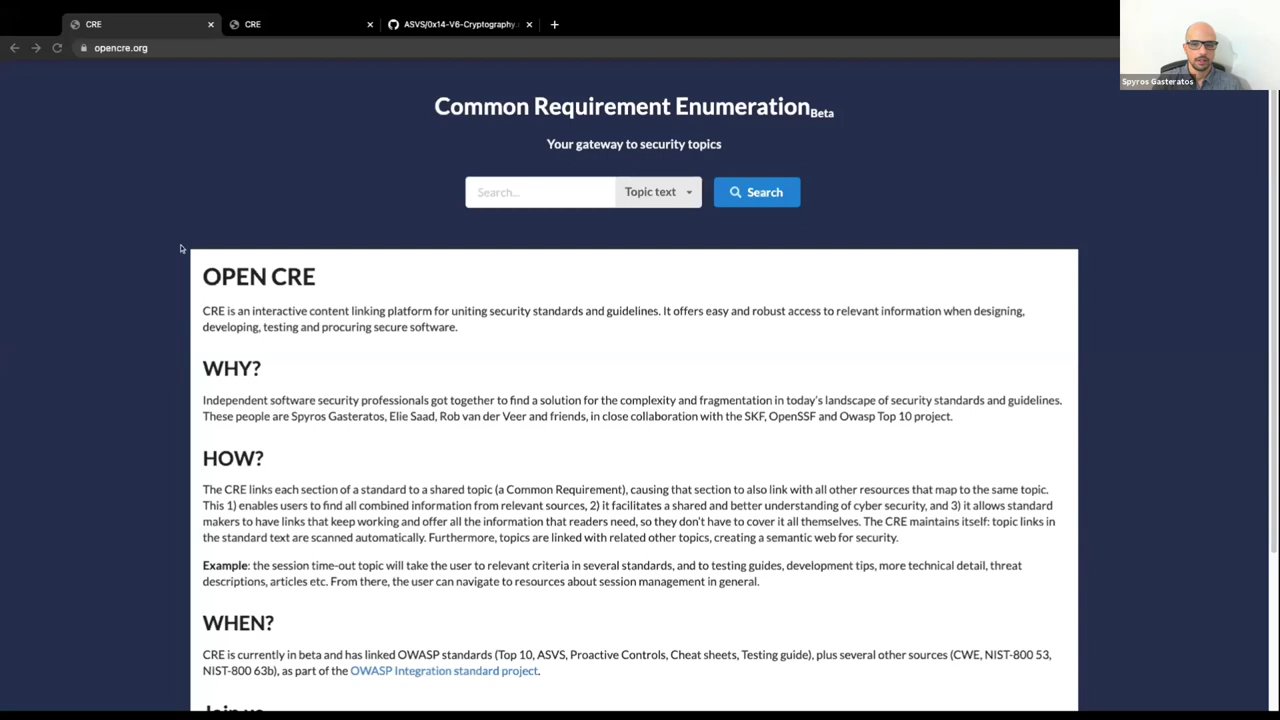 CRE
CRE
ASVS/0x14-V6-Cryptography.
opencre.org
Spyros Gasteratos
Common Requirement Enumeration Beta
Your gateway to security topics
Search...
Topic text
Search
OPEN CRE
CRE is an interactive content linking platform for uniting security standards and guidelines. It offers easy and robust access to relevant information when designing,
developing, testing and procuring secure software.
WHY?
Independent software security professionals got together to find a solution for the complexity and fragmentation in today's landscape of security standards and guidelines.
These people are Spyros Gasteratos, Elie Saad, Rob van der Veer and friends, in close collaboration with the SKF, OpenSSF and Owasp Top 10 project.
HOW?
The CRE links each section of a standard to a shared topic (a Common Requirement), causing that section to also link with all other resources that map to the same topic.
This 1) enables users to find all combined information from relevant sources, 2) it facilitates a shared and better understanding of cyber security, and 3) it allows standard
makers to have links that keep working and offer all the information that readers need, so they don't have to cover it all themselves. The CRE maintains itself: topic links in
the standard text are scanned automatically. Furthermore, topics are linked with related other topics, creating a semantic web for security.
Example: the session time-out topic will take the user to relevant criteria in several standards, and to testing guides, development tips, more technical detail, threat
descriptions, articles etc. From there, the user can navigate to resources about session management in general.
WHEN?
CRE is currently in beta and has linked OWASP standards (Top 10, ASVS, Proactive Controls, Cheat sheets, Testing guide), plus several other sources (CWE, NIST-800 53,
NIST-800 63b), as part of the OWASP Integration standard project.
Join us